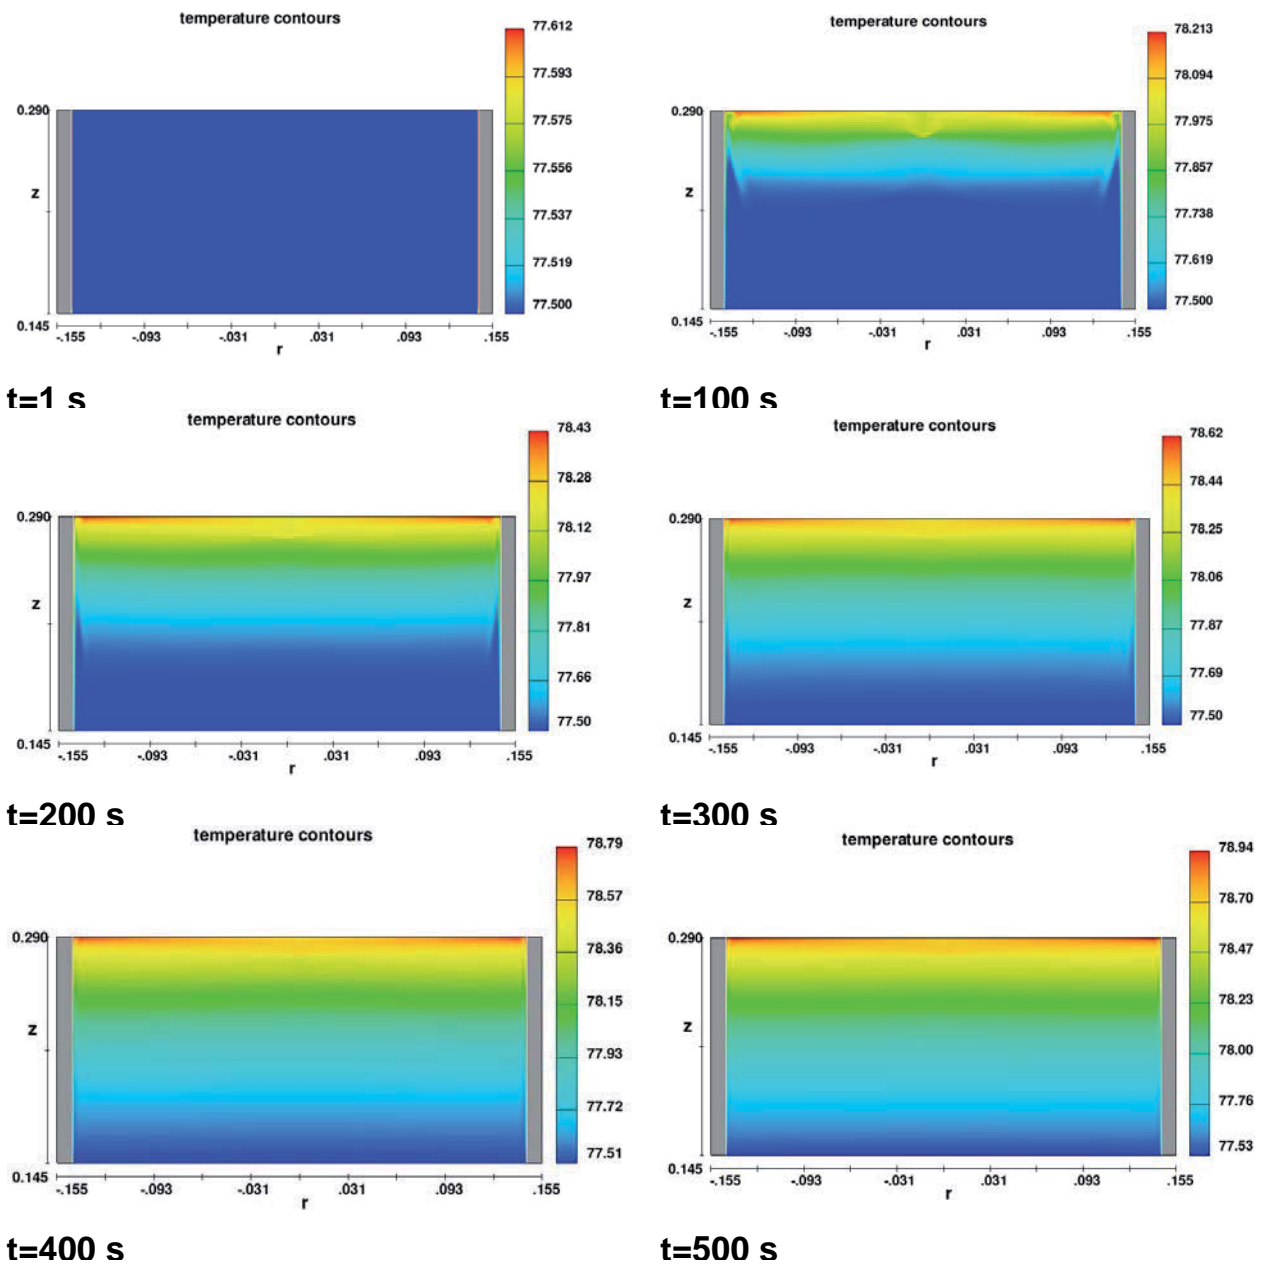 temperature contours
77.612
77.593
77.575
77.556
77.537
77.519
77.500
0.290
z
0.145
-.155 -.093 -.031 .031 .093 .155
r
t=1 s
temperature contours
78.213
78.094
77.975
77.857
77.738
77.619
77.500
0.290
z
0.145
-.155 -.093 -.031 .031 .093 .155
r
t=100 s
temperature contours
78.43
78.28
78.12
77.97
77.81
77.66
77.50
0.290
z
0.145
-.155 -.093 -.031 .031 .093 .155
r
t=200 s
temperature contours
78.62
78.44
78.25
78.06
77.87
77.69
77.50
0.290
z
0.145
-.155 -.093 -.031 .031 .093 .155
r
t=300 s
temperature contours
78.79
78.57
78.36
78.15
77.93
77.72
77.51
0.290
z
0.145
-.155 -.093 -.031 .031 .093 .155
r
t=400 s
temperature contours
78.94
78.70
78.47
78.23
78.00
77.76
77.53
0.290
z
0.145
-.155 -.093 -.031 .031 .093 .155
r
t=500 s